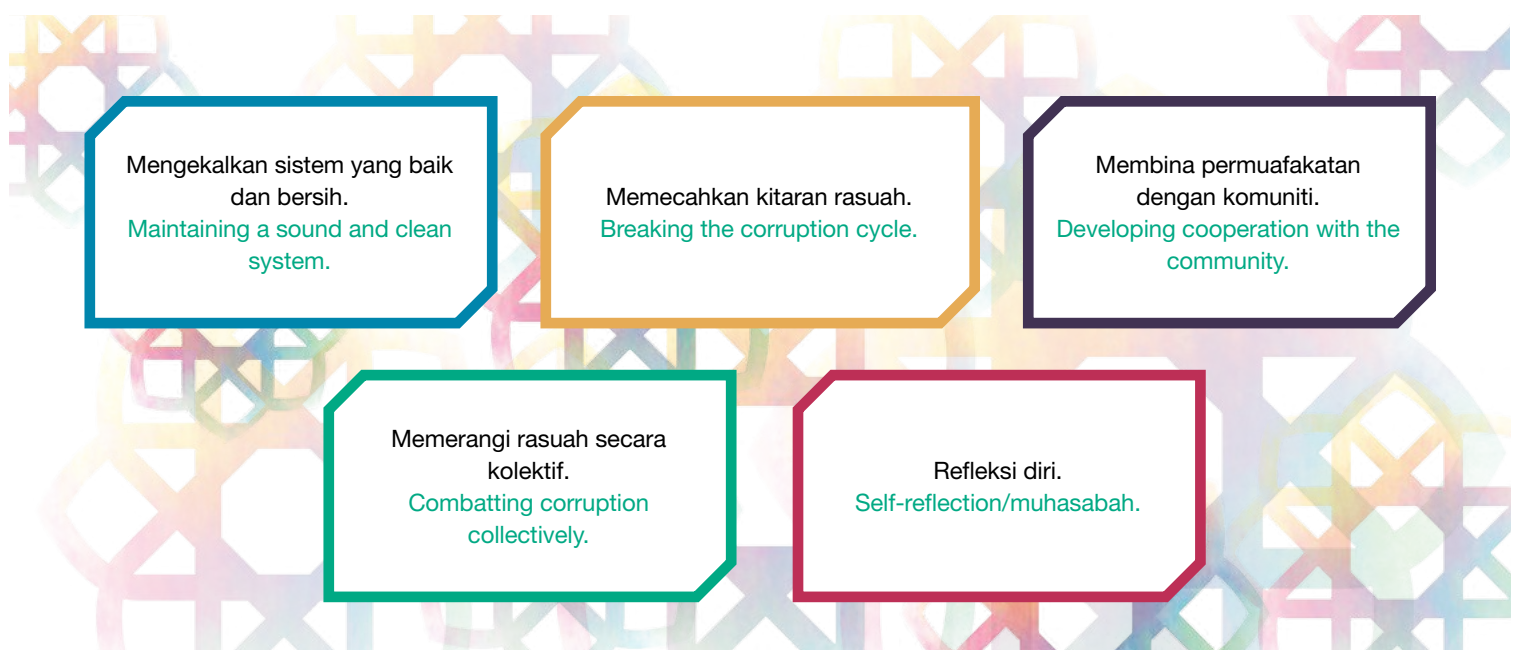 Mengekalkan sistem yang baik
dan bersih.
Maintaining a sound and clean
system.
Memecahkan kitaran rasuah.
Breaking the corruption cycle.
Membina permuafakatan
dengan komuniti.
Developing cooperation with the
community.
Memerangi rasuah secara
kolektif.
Combatting corruption
collectively.
Refleksi diri.
Self-reflection/muhasabah.